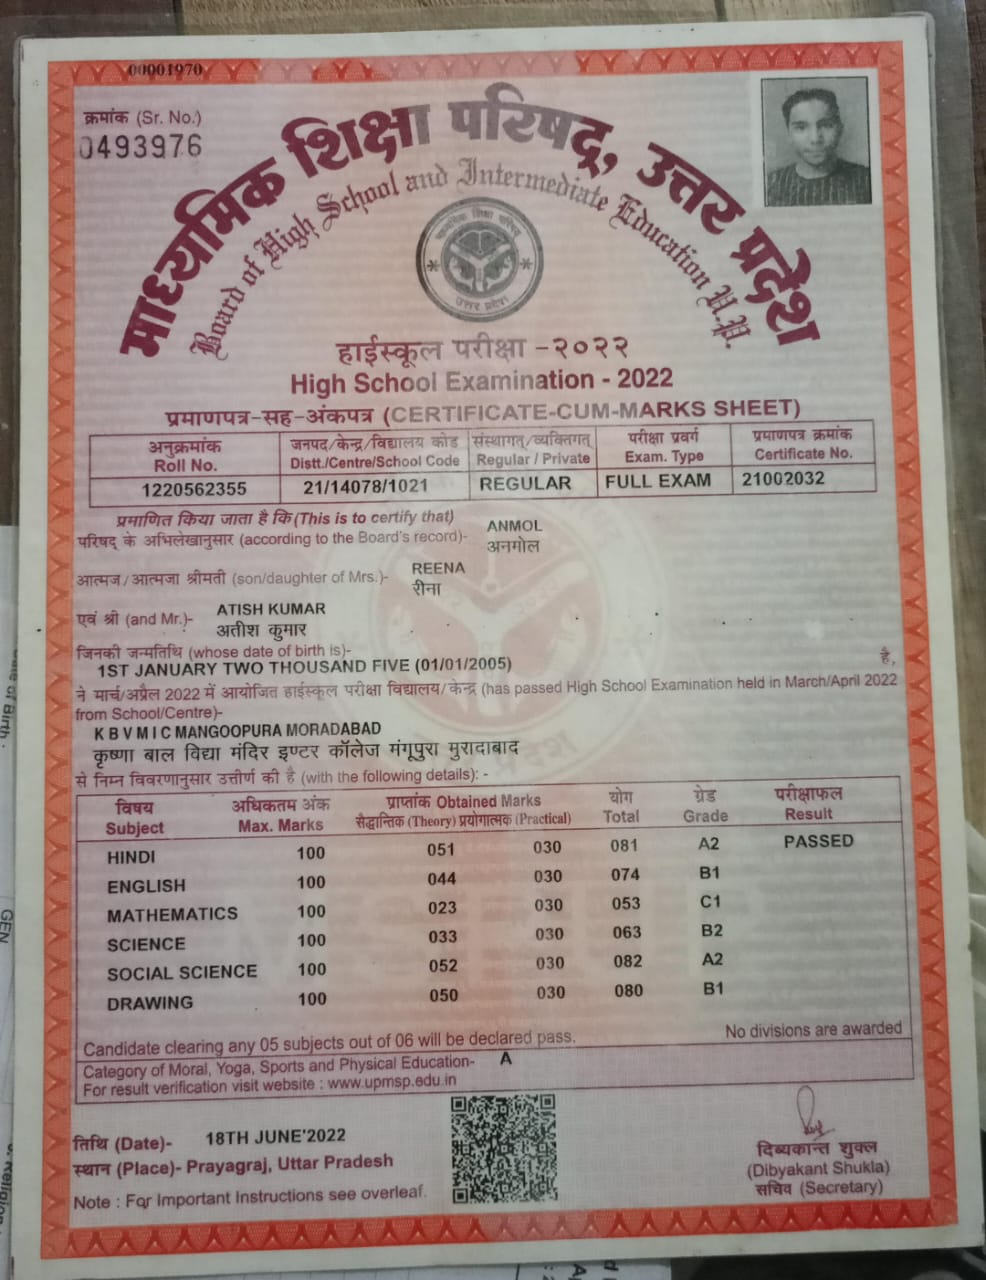 00001970
क्रमांक (Sr. No.)
0493976
माध्यमिक शिक्षा परिषद्, उत्तर प्रदेश
Board of High School and Intermediate Education U.P.
माध्यमिक शिक्षा परिषद्
उत्तर प्रदेश
हाईस्कूल परीक्षा -२०२२
High School Examination - 2022
प्रमाणपत्र-सह-अंकपत्र (CERTIFICATE-CUM-MARKS SHEET)
अनुक्रमांक जनपद/केन्द्र/विद्यालय कोड संस्थागत्/व्यक्तिगत् परीक्षा प्रवर्ग प्रमाणपत्र क्रमांक
Roll No. Distt./Centre/School Code Regular / Private Exam. Type Certificate No.
1220562355 21/14078/1021 REGULAR FULL EXAM 21002032
प्रमाणित किया जाता है कि (This is to certify that) ANMOL
परिषद् के अभिलेखानुसार (according to the Board's record)- अनमोल
आत्मज/आत्मजा श्रीमती (son/daughter of Mrs.)- REENA
रीना
एवं श्री (and Mr.)- ATISH KUMAR
अतीश कुमार
जिनकी जन्मतिथि (whose date of birth is)-
1ST JANUARY TWO THOUSAND FIVE (01/01/2005) है,
ने मार्च/अप्रैल 2022 में आयोजित हाईस्कूल परीक्षा विद्यालय/केन्द्र (has passed High School Examination held in March/April 2022
from School/Centre)-
K B V M I C MANGOOPURA MORADABAD
कृष्णा बाल विद्या मंदिर इण्टर कॉलेज मंगूपुरा मुरादाबाद
से निम्न विवरणानुसार उत्तीर्ण की है (with the following details): -
विषय अधिकतम अंक प्राप्तांक Obtained Marks योग ग्रेड परीक्षाफल
Subject Max. Marks सैद्धान्तिक (Theory) प्रयोगात्मक (Practical) Total Grade Result
HINDI 100 051 030 081 A2 PASSED
ENGLISH 100 044 030 074 B1
MATHEMATICS 100 023 030 053 C1
SCIENCE 100 033 030 063 B2
SOCIAL SCIENCE 100 052 030 082 A2
DRAWING 100 050 030 080 B1
Candidate clearing any 05 subjects out of 06 will be declared pass. No divisions are awarded
Category of Moral, Yoga, Sports and Physical Education- A
For result verification visit website : www.upmsp.edu.in
तिथि (Date)- 18TH JUNE'2022
स्थान (Place)- Prayagraj, Uttar Pradesh
Note : For Important Instructions see overleaf.
दिब्यकान्त शुक्ल
(Dibyakant Shukla)
सचिव (Secretary)
Date of Birth :
GEN